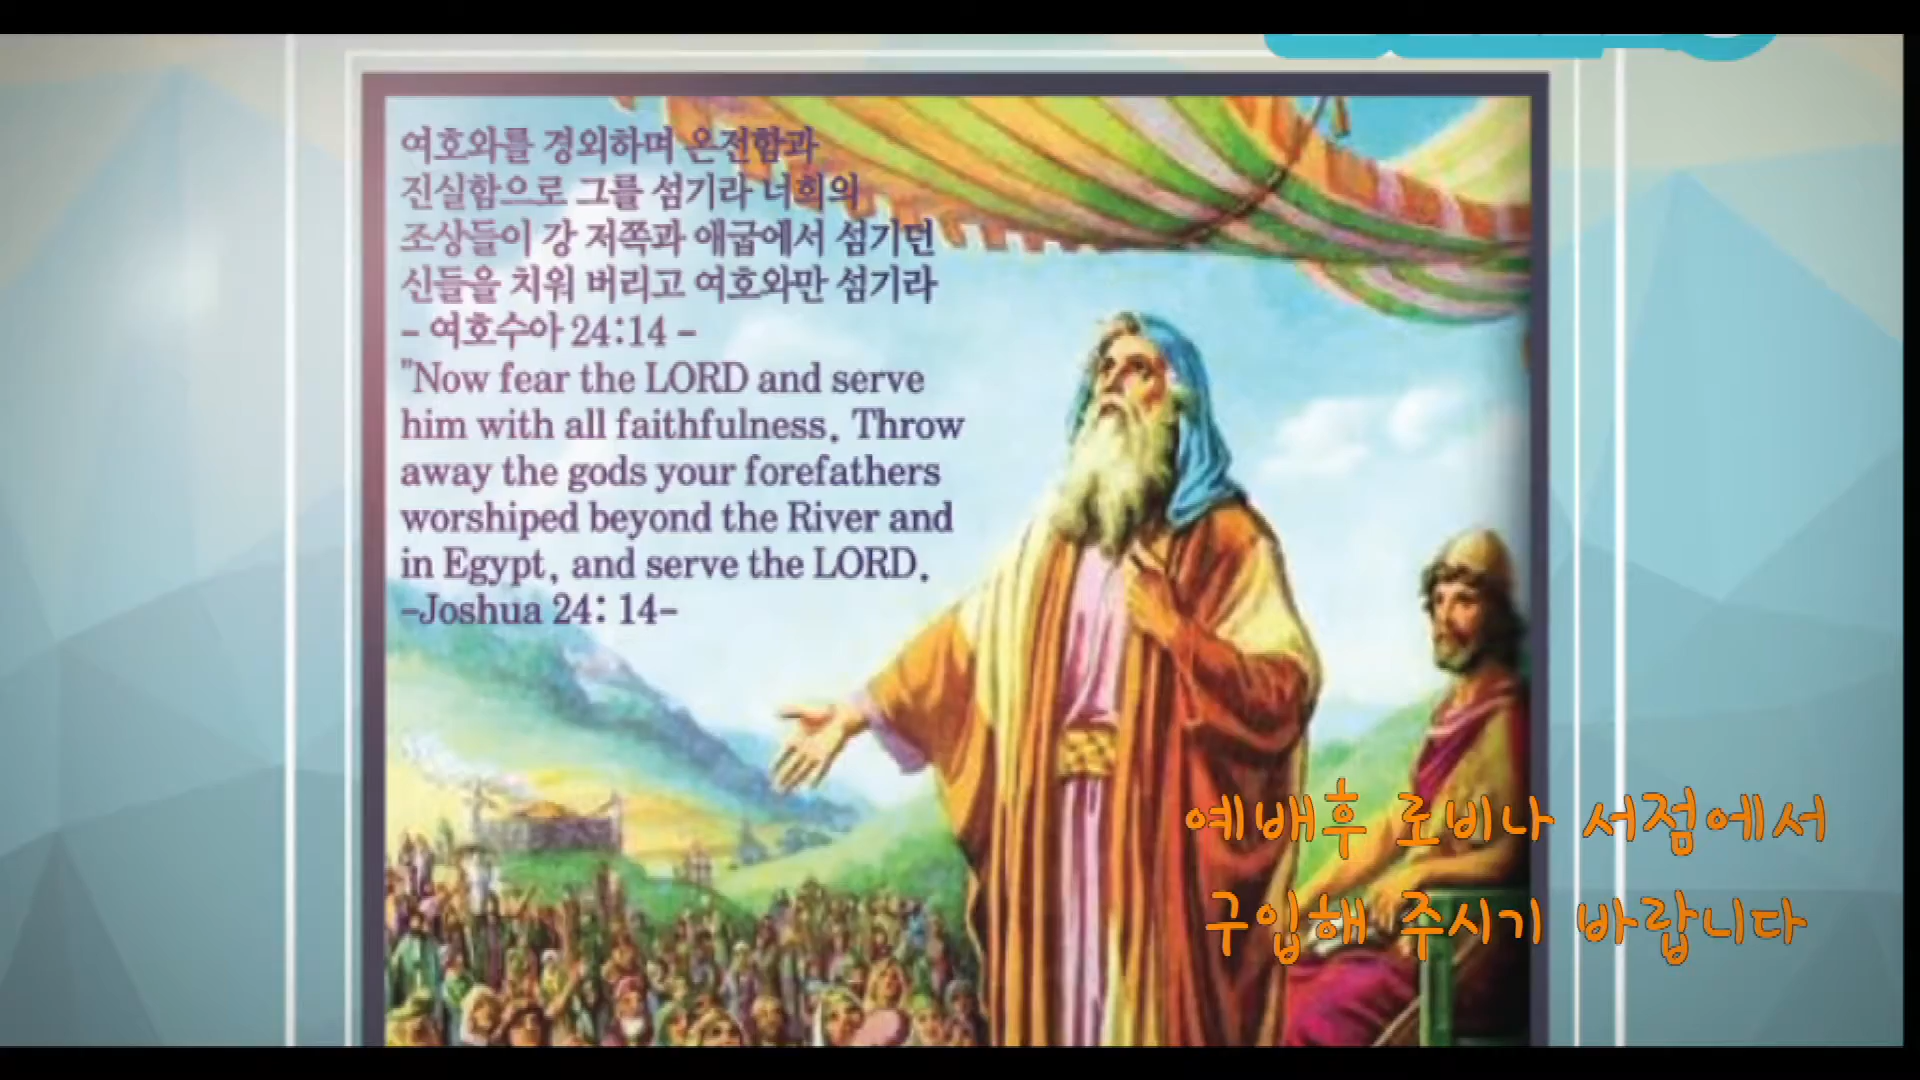 여호와를 경외하며 온전함과
진실함으로 그를 섬기라 너희의
조상들이 강 저쪽과 애굽에서 섬기던
신들을 치워 버리고 여호와만 섬기라
- 여호수아 24:14 -
"Now fear the LORD and serve
him with all faithfulness. Throw
away the gods your forefathers
worshiped beyond the River and
in Egypt, and serve the LORD.
-Joshua 24: 14-
예배후 로비나 서점에서
구입해 주시기 바랍니다